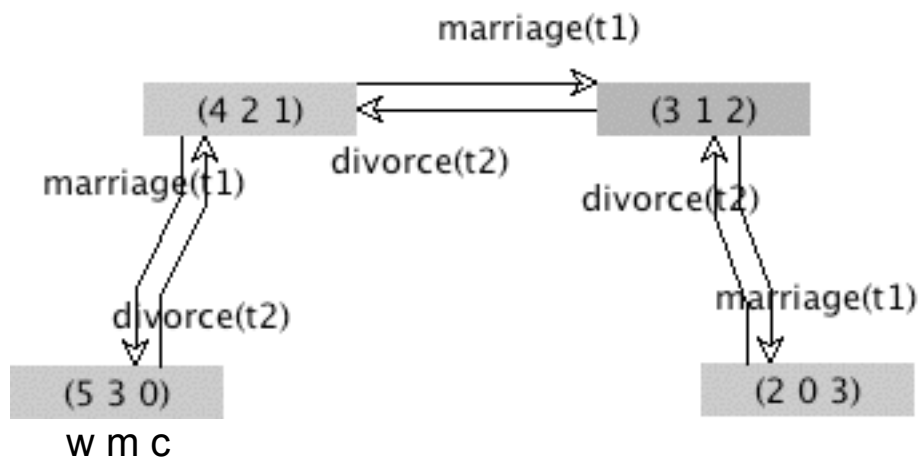 marriage(t1)
(4 2 1)
(3 1 2)
divorce(t2)
marriage(t1)
divorce(t2)
marriage(t1)
divorce(t2)
(5 3 0)
(2 0 3)
w m c